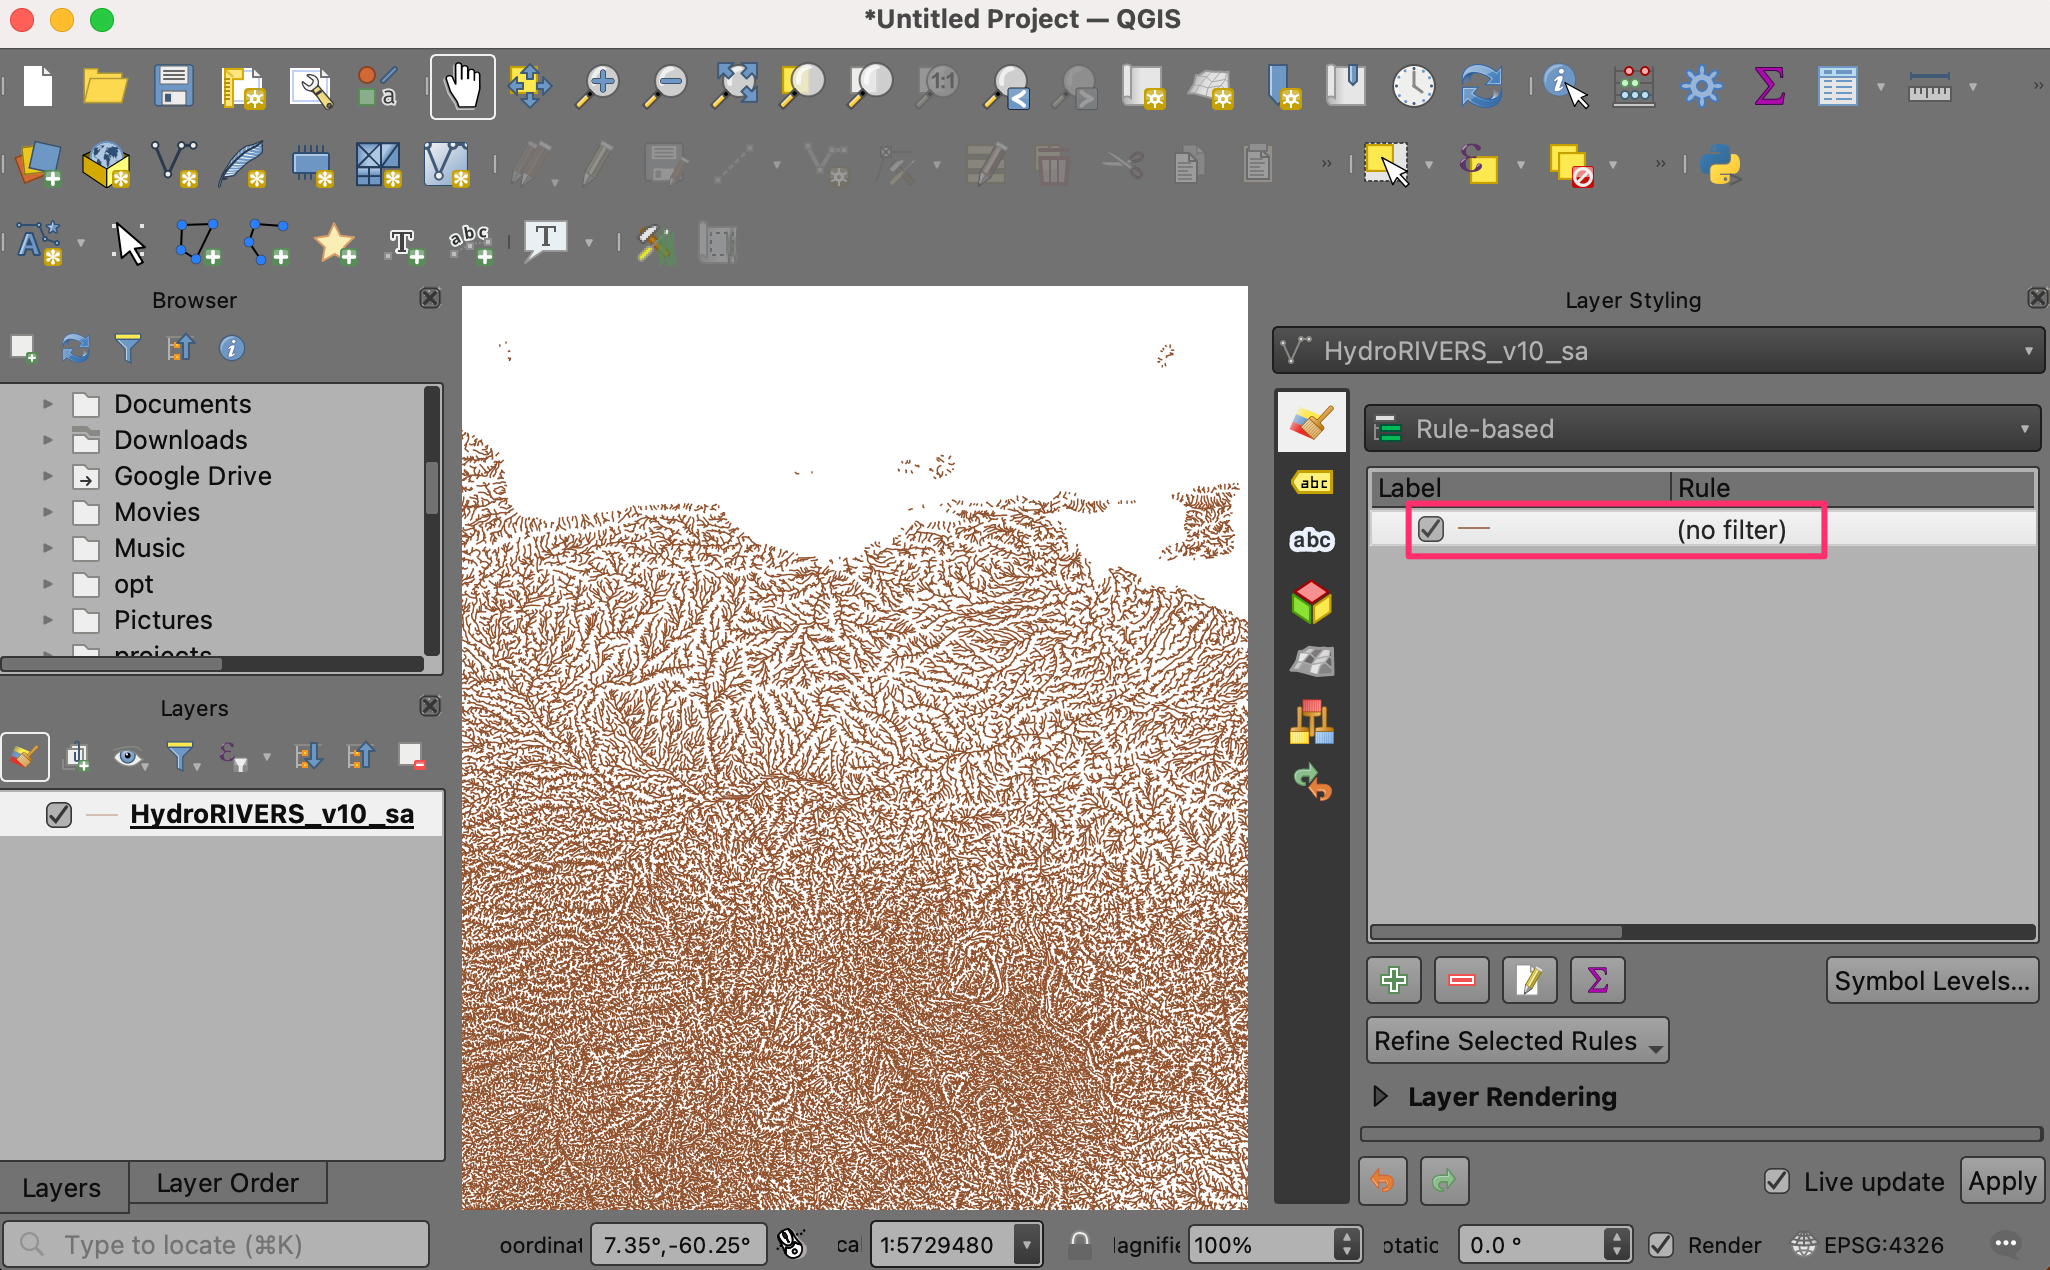 *Untitled Project — QGIS
Browser
Documents
Downloads
Google Drive
Movies
Music
opt
Pictures
projects
Layers
HydroRIVERS_v10_sa
Layers
Layer Order
Layer Styling
HydroRIVERS_v10_sa
Rule-based
Label
Rule
(no filter)
Symbol Levels...
Refine Selected Rules
Layer Rendering
Live update
Apply
Type to locate (⌘K)
oordinat
7.35°,-60.25°
cal
1:5729480
lagnifie
100%
otatic
0.0 °
Render
EPSG:4326